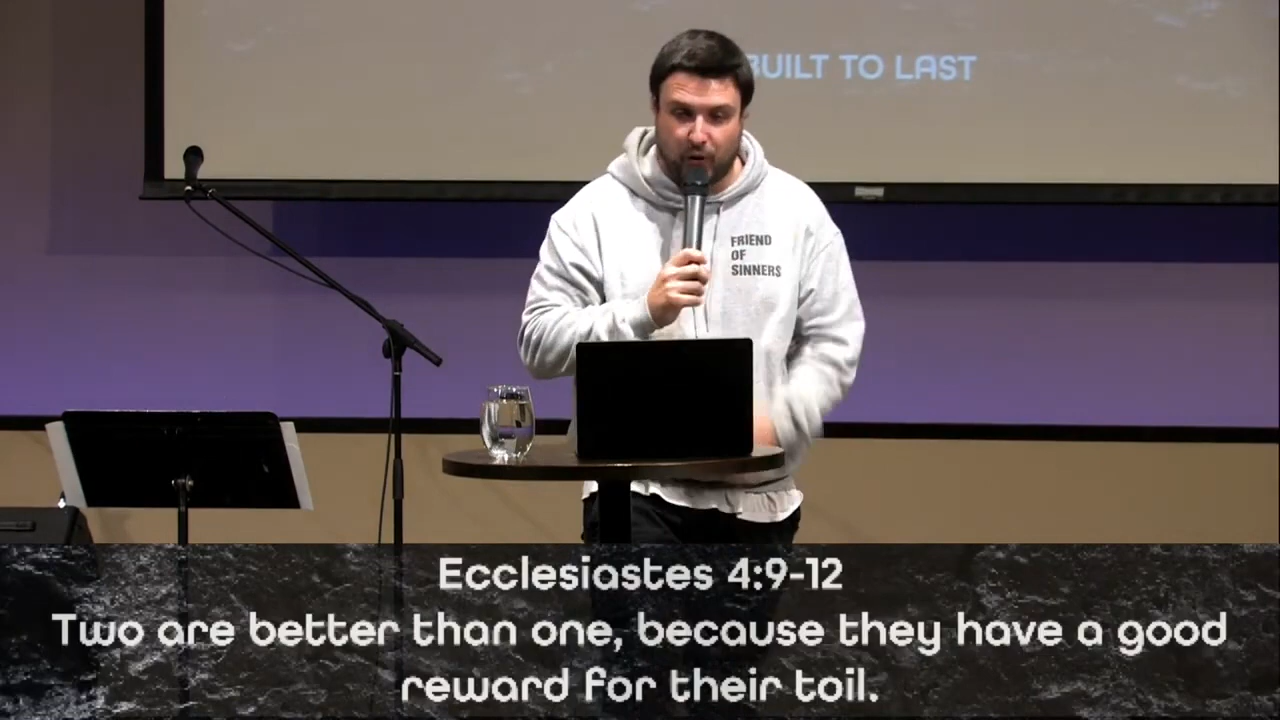 BUILT TO LAST
FRIEND
OF
SINNERS
Ecclesiastes 4:9-12
Two are better than one, because they have a good
reward for their toil.